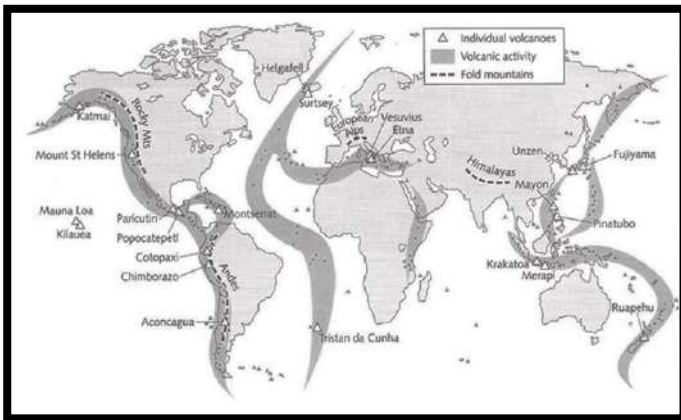 Individual volcanoes
Volcanic activity
Fold mountains
Helgafell
Surtsey
Katmai
Rocky Mts
European
Alps
Vesuvius
Etna
Unzen
Fujiyama
Mount St Helens
Himalayas
Mayon
Mauna Loa
Kilauea
Paricutin
Montserrat
Pinatubo
Popocatepetl
Cotopaxi
Krakatoa
Merapi
Chimborazo
Andes
Ruapehu
Aconcagua
Tristan da Cunha